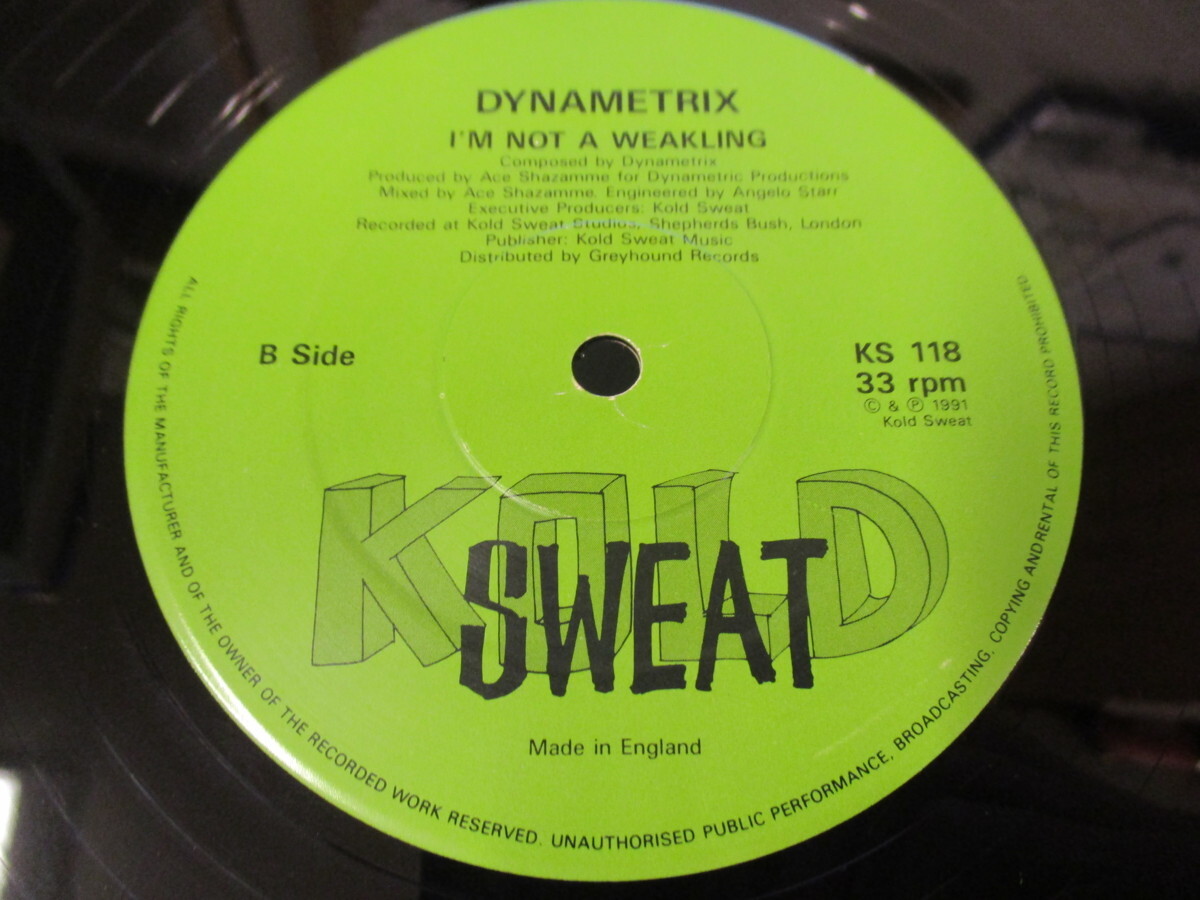 DYNAMETRIX
I'M NOT A WEAKLING
Composed by Dynametrix
Produced by Ace Shazamme for Dynametric Productions
Mixed by Ace Shazamme. Engineered by Angelo Starr
Executive Producers: Kold Sweat
Recorded at Kold Sweat Studios, Shepherds Bush, London
Publisher: Kold Sweat Music
Distributed by Greyhound Records
B Side
KS 118
33 rpm
© & ℗ 1991
Kold Sweat
KOLD
SWEAT
Made in England
ALL RIGHTS OF THE MANUFACTURER AND OF THE OWNER OF THE RECORDED WORK RESERVED. UNAUTHORISED PUBLIC PERFORMANCE, BROADCASTING, COPYING ANDRENTAL OF THIS RECORD PROHIBITED